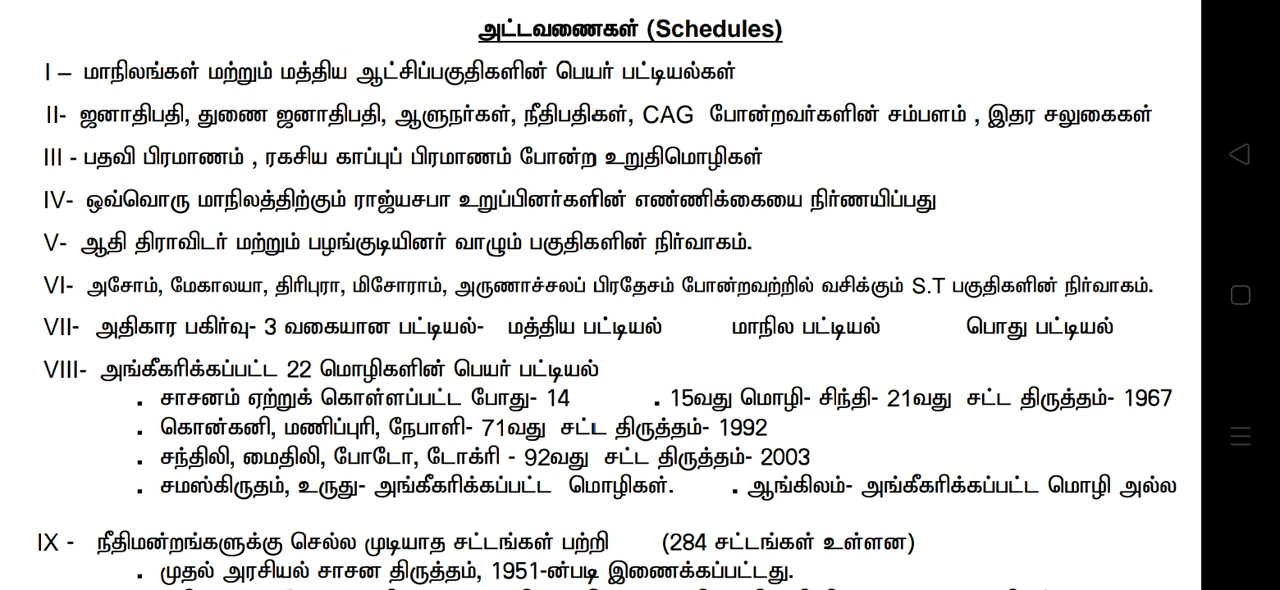 அட்டவணைகள் (Schedules)
I – மாநிலங்கள் மற்றும் மத்திய ஆட்சிப்பகுதிகளின் பெயர் பட்டியல்கள்
II- ஜனாதிபதி, துணை ஜனாதிபதி, ஆளுநர்கள், நீதிபதிகள், CAG போன்றவர்களின் சம்பளம் , இதர சலுகைகள்
III - பதவி பிரமாணம் , ரகசிய காப்புப் பிரமாணம் போன்ற உறுதிமொழிகள்
IV- ஒவ்வொரு மாநிலத்திற்கும் ராஜ்யசபா உறுப்பினர்களின் எண்ணிக்கையை நிர்ணயிப்பது
V- ஆதி திராவிடர் மற்றும் பழங்குடியினர் வாழும் பகுதிகளின் நிர்வாகம்.
VI- அசோம், மேகாலயா, திரிபுரா, மிசோராம், அருணாச்சலப் பிரதேசம் போன்றவற்றில் வசிக்கும் S.T பகுதிகளின் நிர்வாகம்.
VII- அதிகார பகிர்வு- 3 வகையான பட்டியல்- மத்திய பட்டியல் மாநில பட்டியல் பொது பட்டியல்
VIII- அங்கீகரிக்கப்பட்ட 22 மொழிகளின் பெயர் பட்டியல்
. சாசனம் ஏற்றுக் கொள்ளப்பட்ட போது- 14 . 15வது மொழி- சிந்தி- 21வது சட்ட திருத்தம்- 1967
. கொன்கனி, மணிப்புரி, நேபாளி- 71வது சட்ட திருத்தம்- 1992
. சந்திலி, மைதிலி, போடோ, டோக்ரி - 92வது சட்ட திருத்தம்- 2003
. சமஸ்கிருதம், உருது- அங்கீகரிக்கப்பட்ட மொழிகள். . ஆங்கிலம்- அங்கீகரிக்கப்பட்ட மொழி அல்ல
IX - நீதிமன்றங்களுக்கு செல்ல முடியாத சட்டங்கள் பற்றி (284 சட்டங்கள் உள்ளன)
. முதல் அரசியல் சாசன திருத்தம், 1951-ன்படி இணைக்கப்பட்டது.